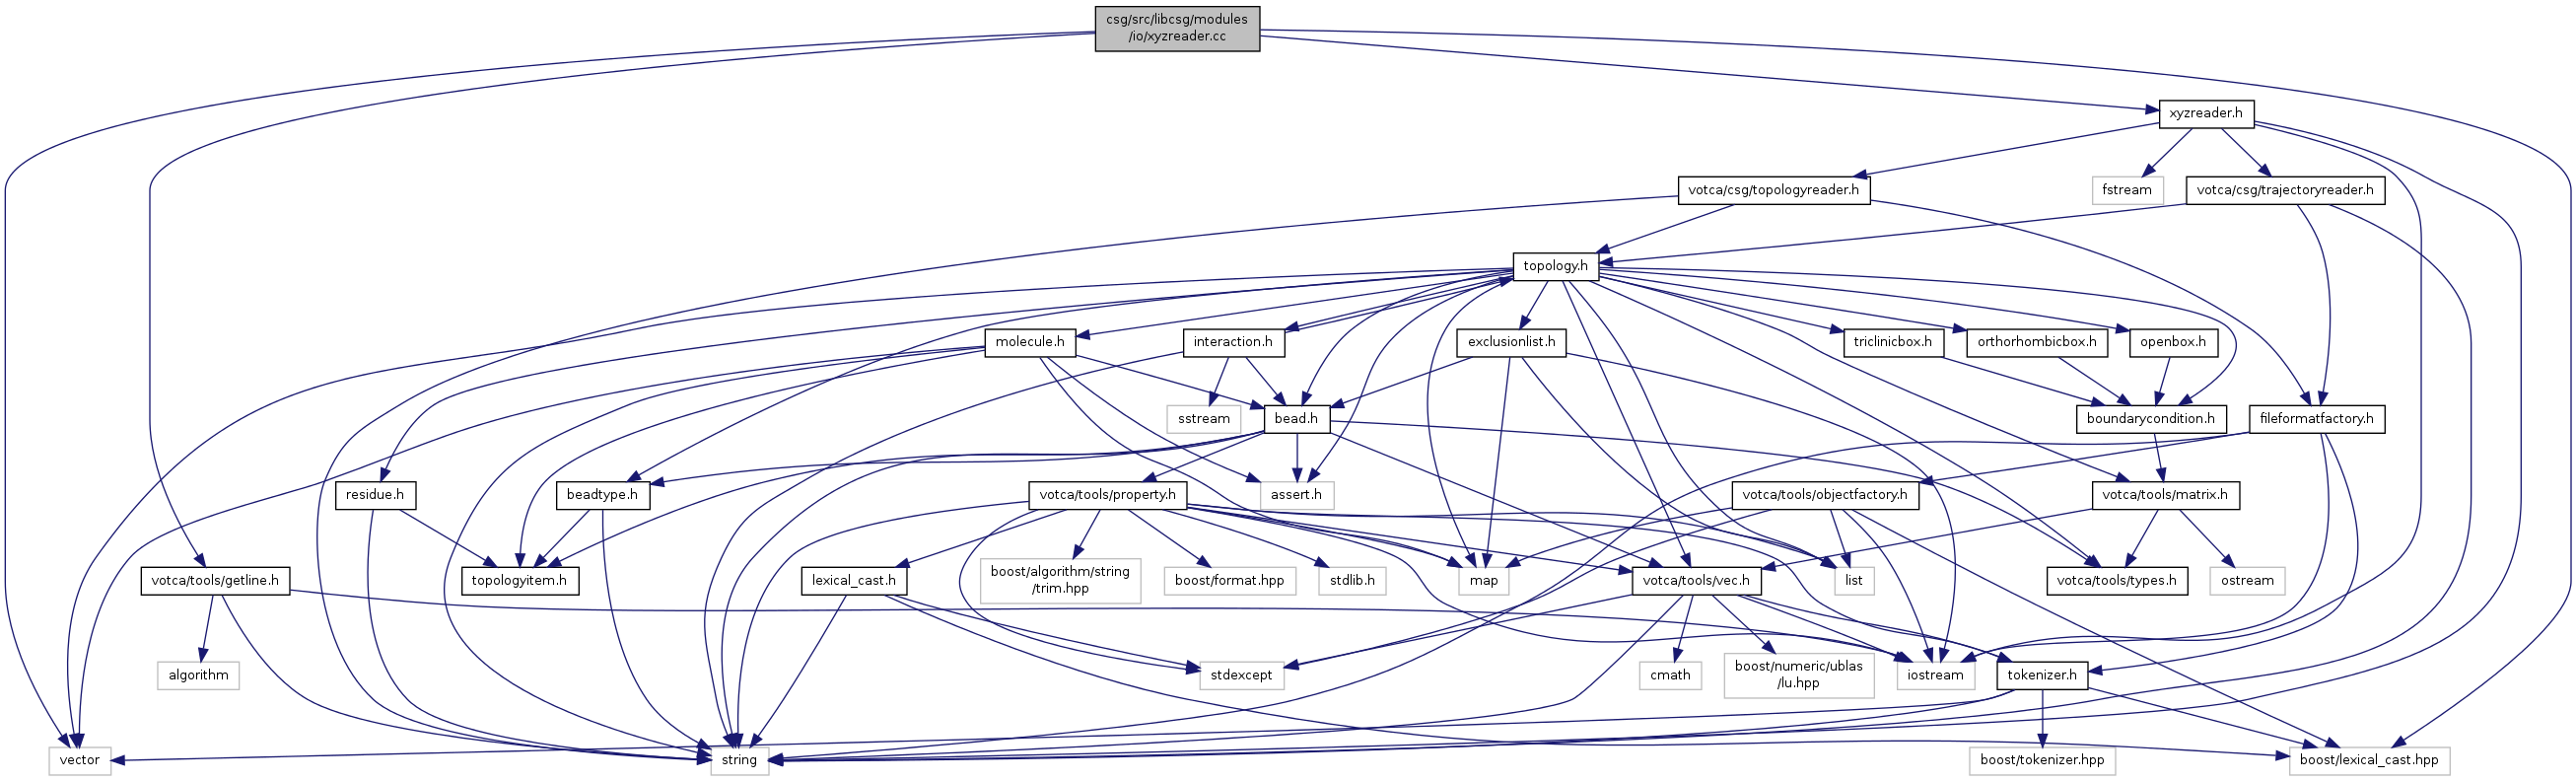 csg/src/libcsg/modules
/io/xyzreader.cc
xyzreader.h
votca/csg/topologyreader.h
fstream
votca/csg/trajectoryreader.h
topology.h
molecule.h
interaction.h
exclusionlist.h
triclinicbox.h
orthorhombicbox.h
openbox.h
sstream
bead.h
boundarycondition.h
fileformatfactory.h
residue.h
beadtype.h
votca/tools/property.h
assert.h
votca/tools/objectfactory.h
votca/tools/matrix.h
votca/tools/getline.h
topologyitem.h
lexical_cast.h
boost/algorithm/string
/trim.hpp
boost/format.hpp
stdlib.h
map
votca/tools/vec.h
list
votca/tools/types.h
ostream
algorithm
stdexcept
cmath
boost/numeric/ublas
/lu.hpp
iostream
tokenizer.h
vector
string
boost/tokenizer.hpp
boost/lexical_cast.hpp